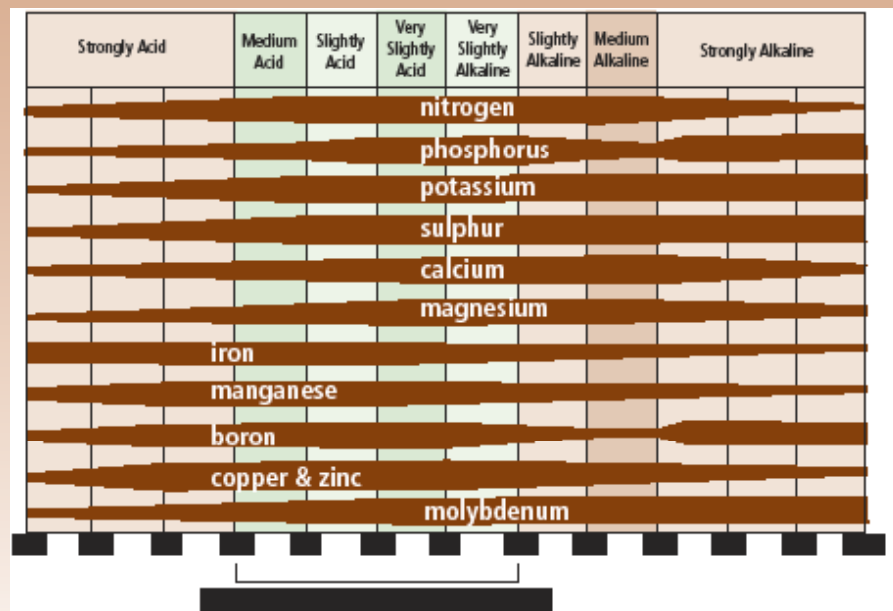 Strongly Acid
Medium
Acid
Slightly
Acid
Very
Slightly
Acid
Very
Slightly
Alkaline
Slightly
Alkaline
Medium
Alkaline
Strongly Alkaline
nitrogen
phosphorus
potassium
sulphur
calcium
magnesium
iron
manganese
boron
copper & zinc
molybdenum